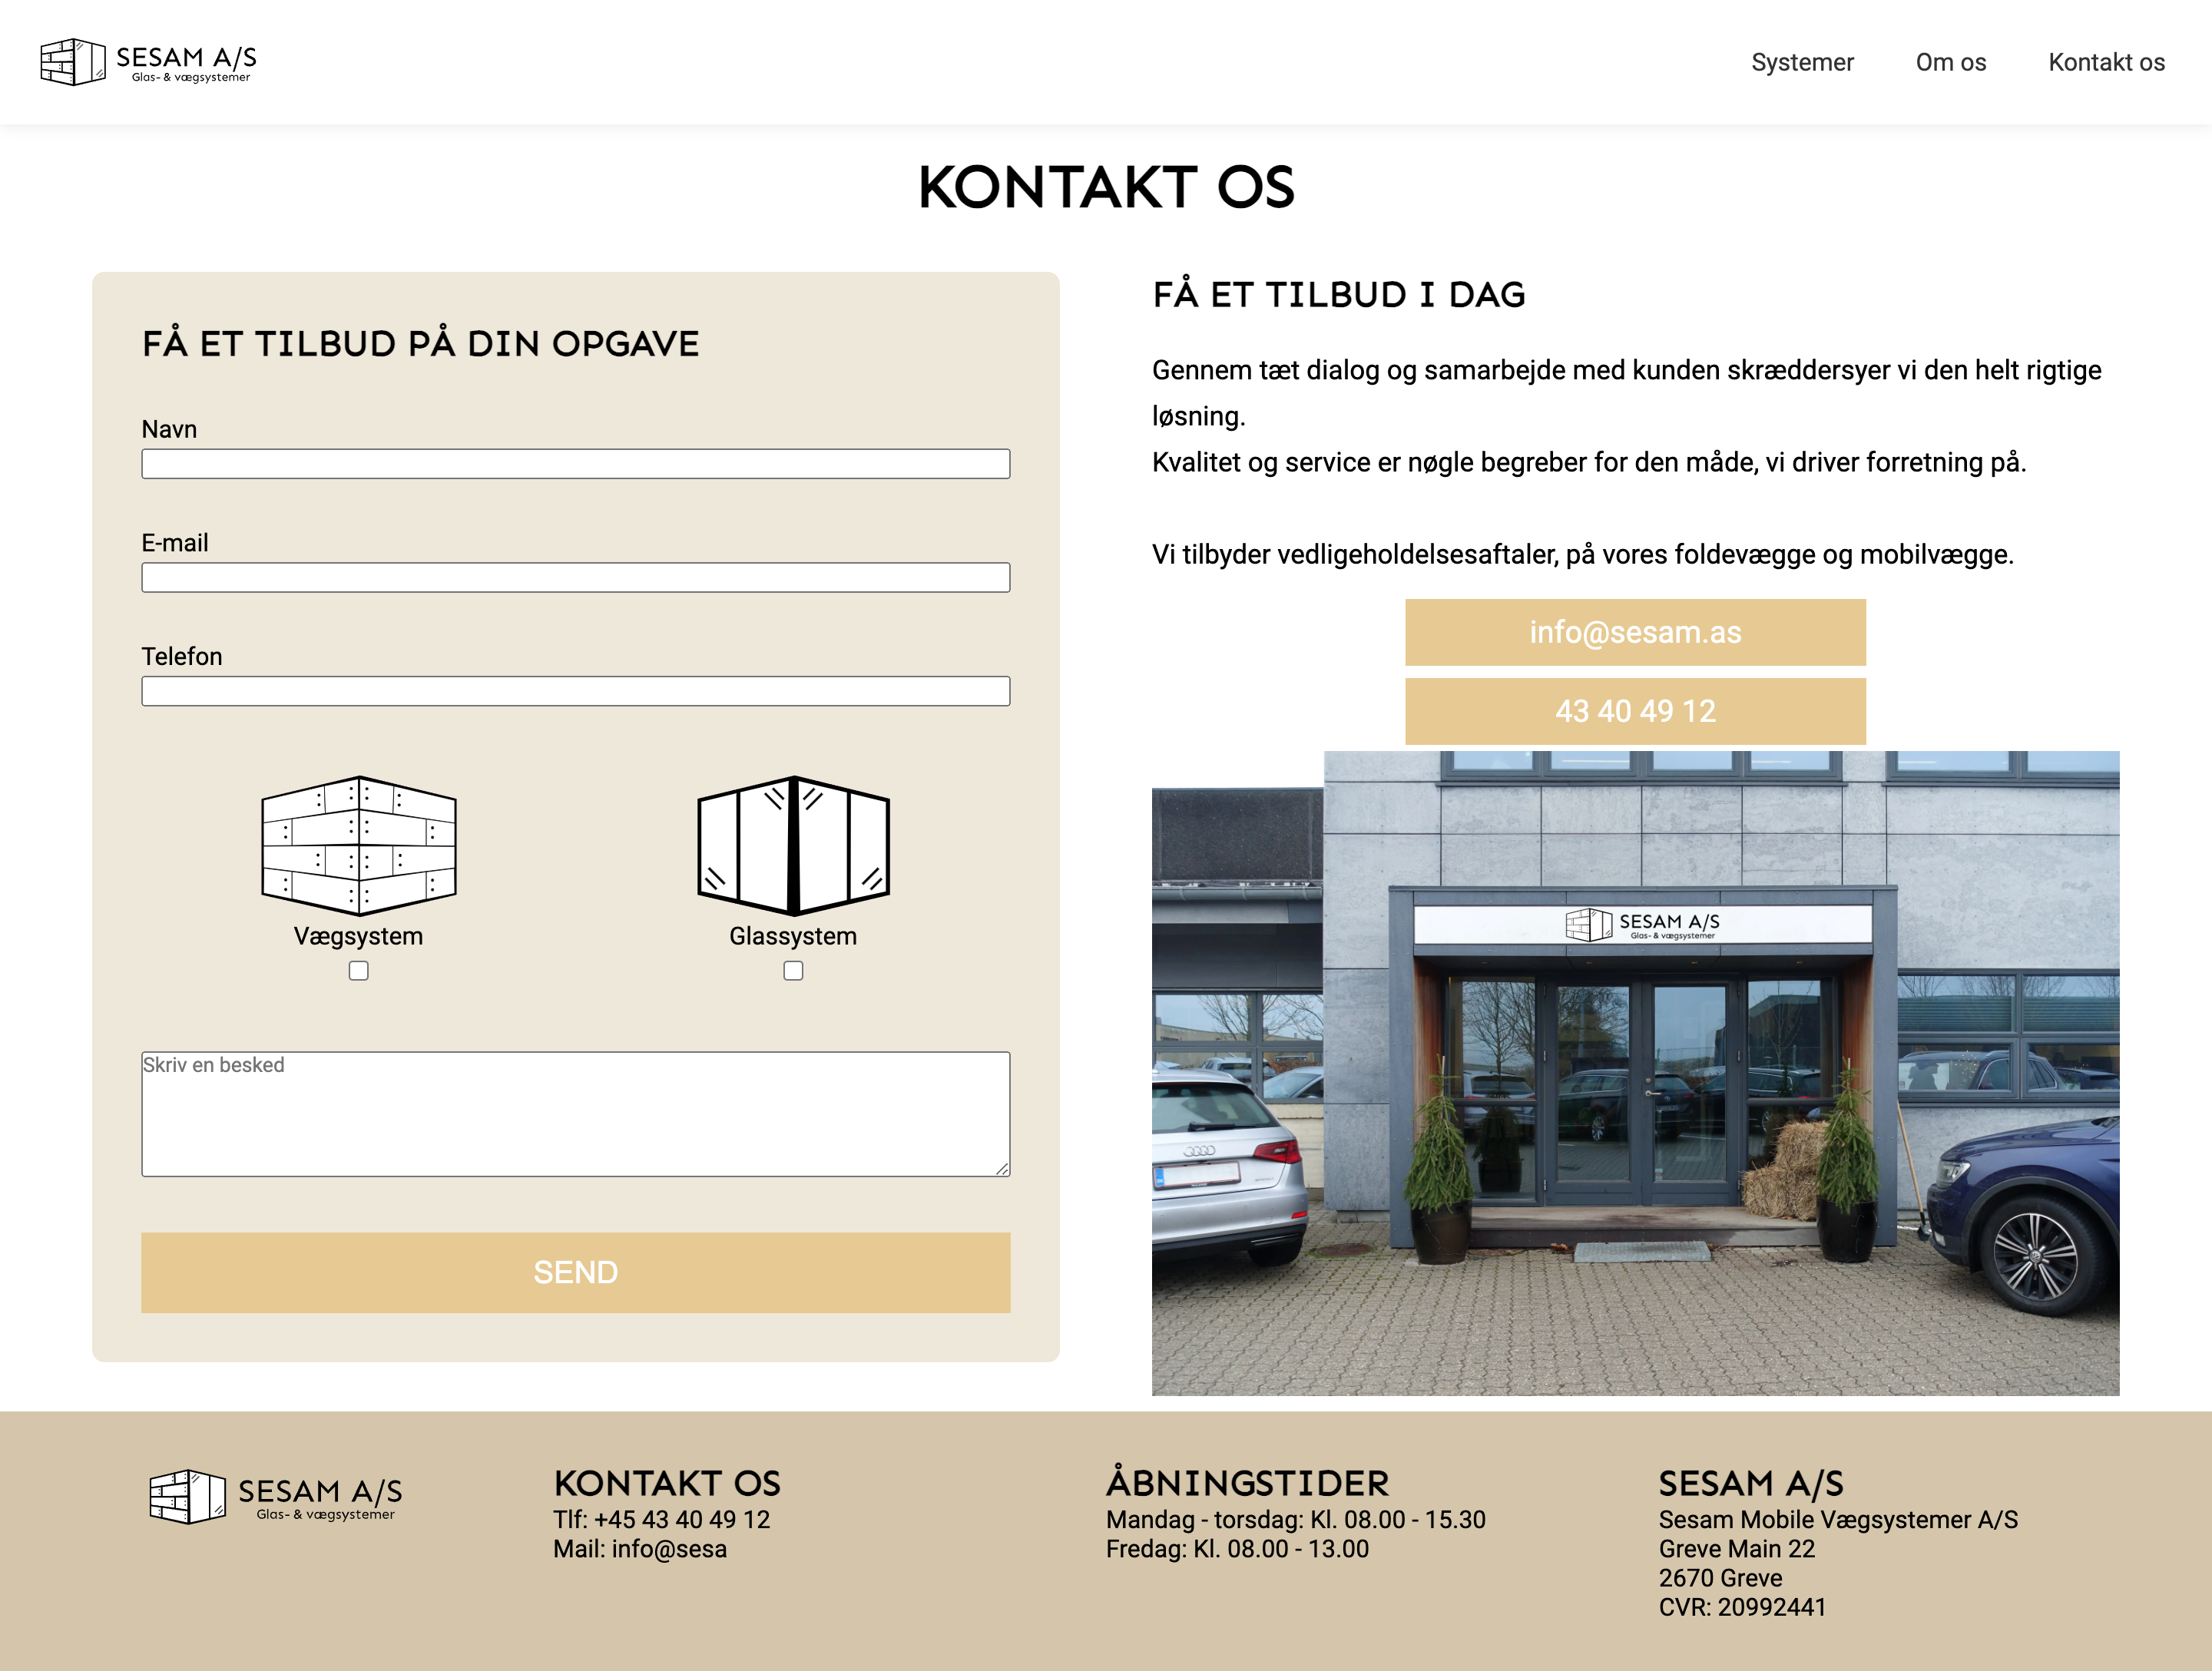 SESAM A/S
Glas- & vægsystemer
Systemer
Om os
Kontakt os
KONTAKT OS
FÅ ET TILBUD PÅ DIN OPGAVE
Navn
E-mail
Telefon
Vægsystem
Glassystem
Skriv en besked
SEND
FÅ ET TILBUD I DAG
Gennem tæt dialog og samarbejde med kunden skræddersyer vi den helt rigtige
løsning.
Kvalitet og service er nøgle begreber for den måde, vi driver forretning på.
Vi tilbyder vedligeholdelsesaftaler, på vores foldevægge og mobilvægge.
info@sesam.as
43 40 49 12
SESAM A/S
Glas- & vægsystemer
SESAM A/S
Glas- & vægsystemer
KONTAKT OS
Tlf: +45 43 40 49 12
Mail: info@sesa
ÅBNINGSTIDER
Mandag - torsdag: Kl. 08.00 - 15.30
Fredag: Kl. 08.00 - 13.00
SESAM A/S
Sesam Mobile Vægsystemer A/S
Greve Main 22
2670 Greve
CVR: 20992441